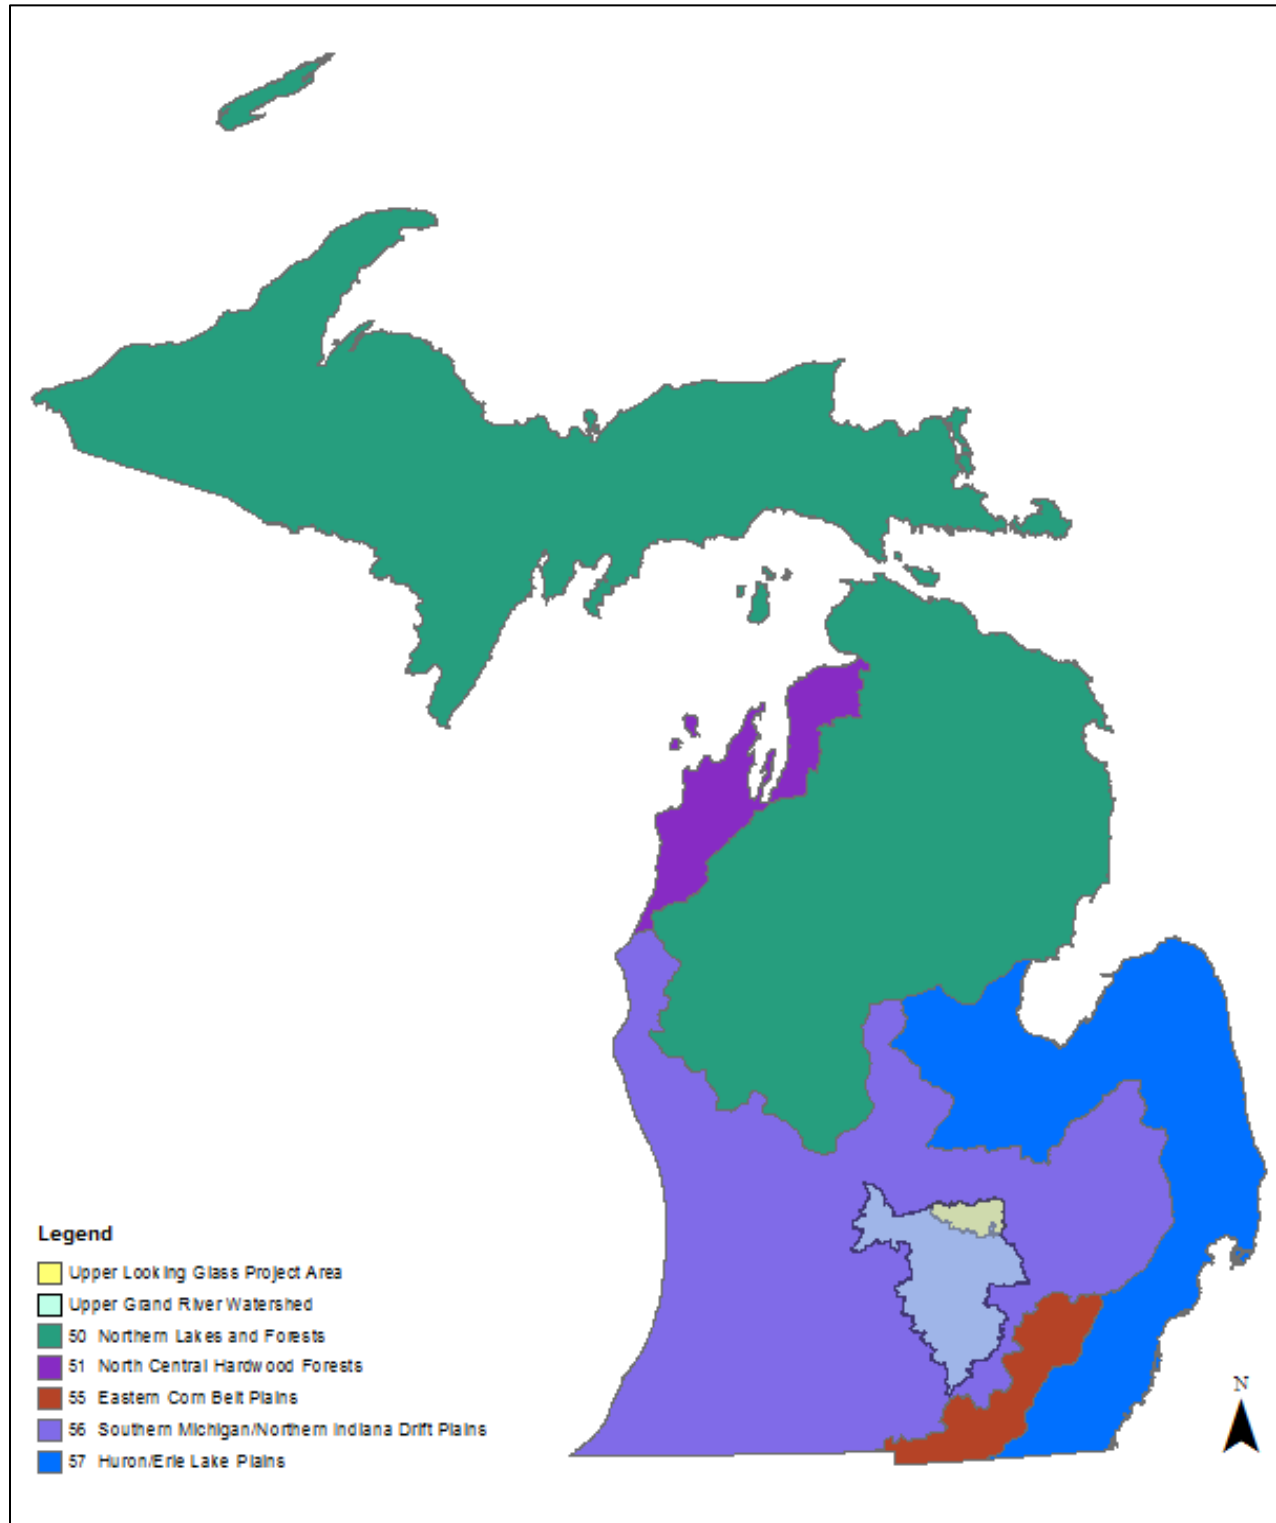 Legend
Upper Looking Glass Project Area
Upper Grand River Watershed
50 Northern Lakes and Forests
51 North Central Hardwood Forests
55 Eastern Corn Belt Plains
56 Southern Michigan/Northern Indiana Drift Plains
57 Huron/Erie Lake Plains
N